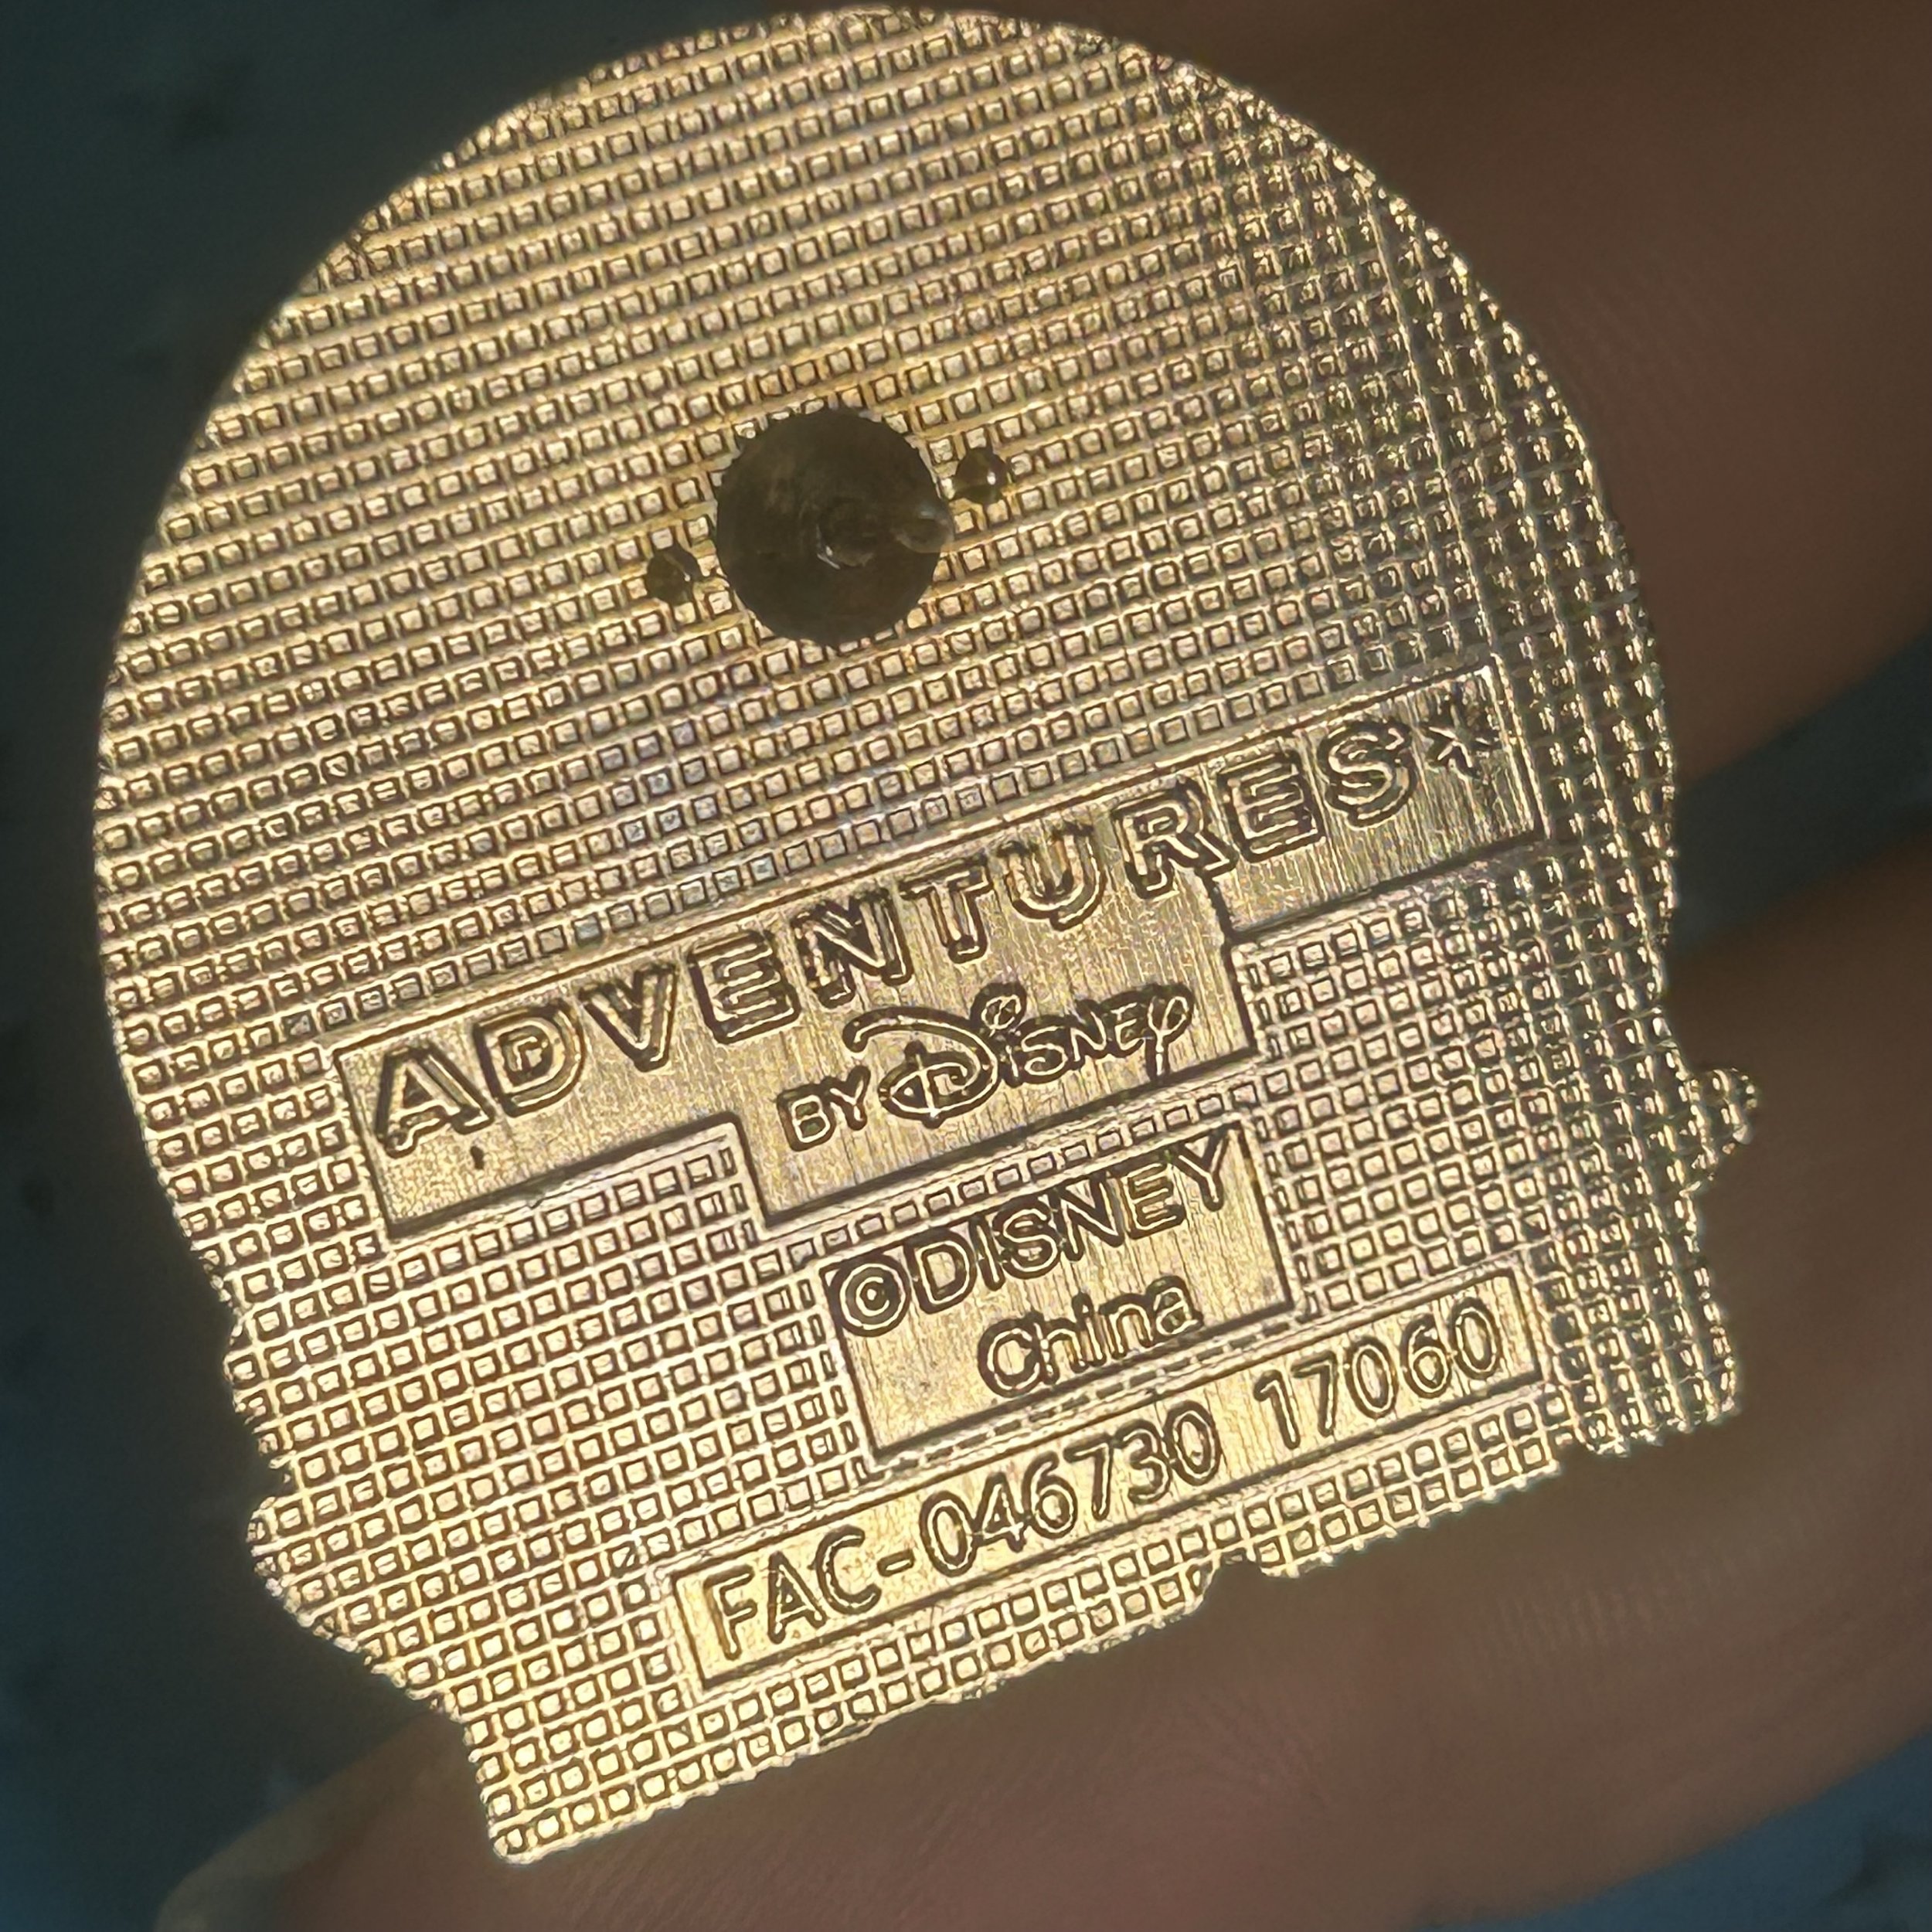 ADVENTURES
BY DISNEY
©DISNEY
China
FAC-046730 17060